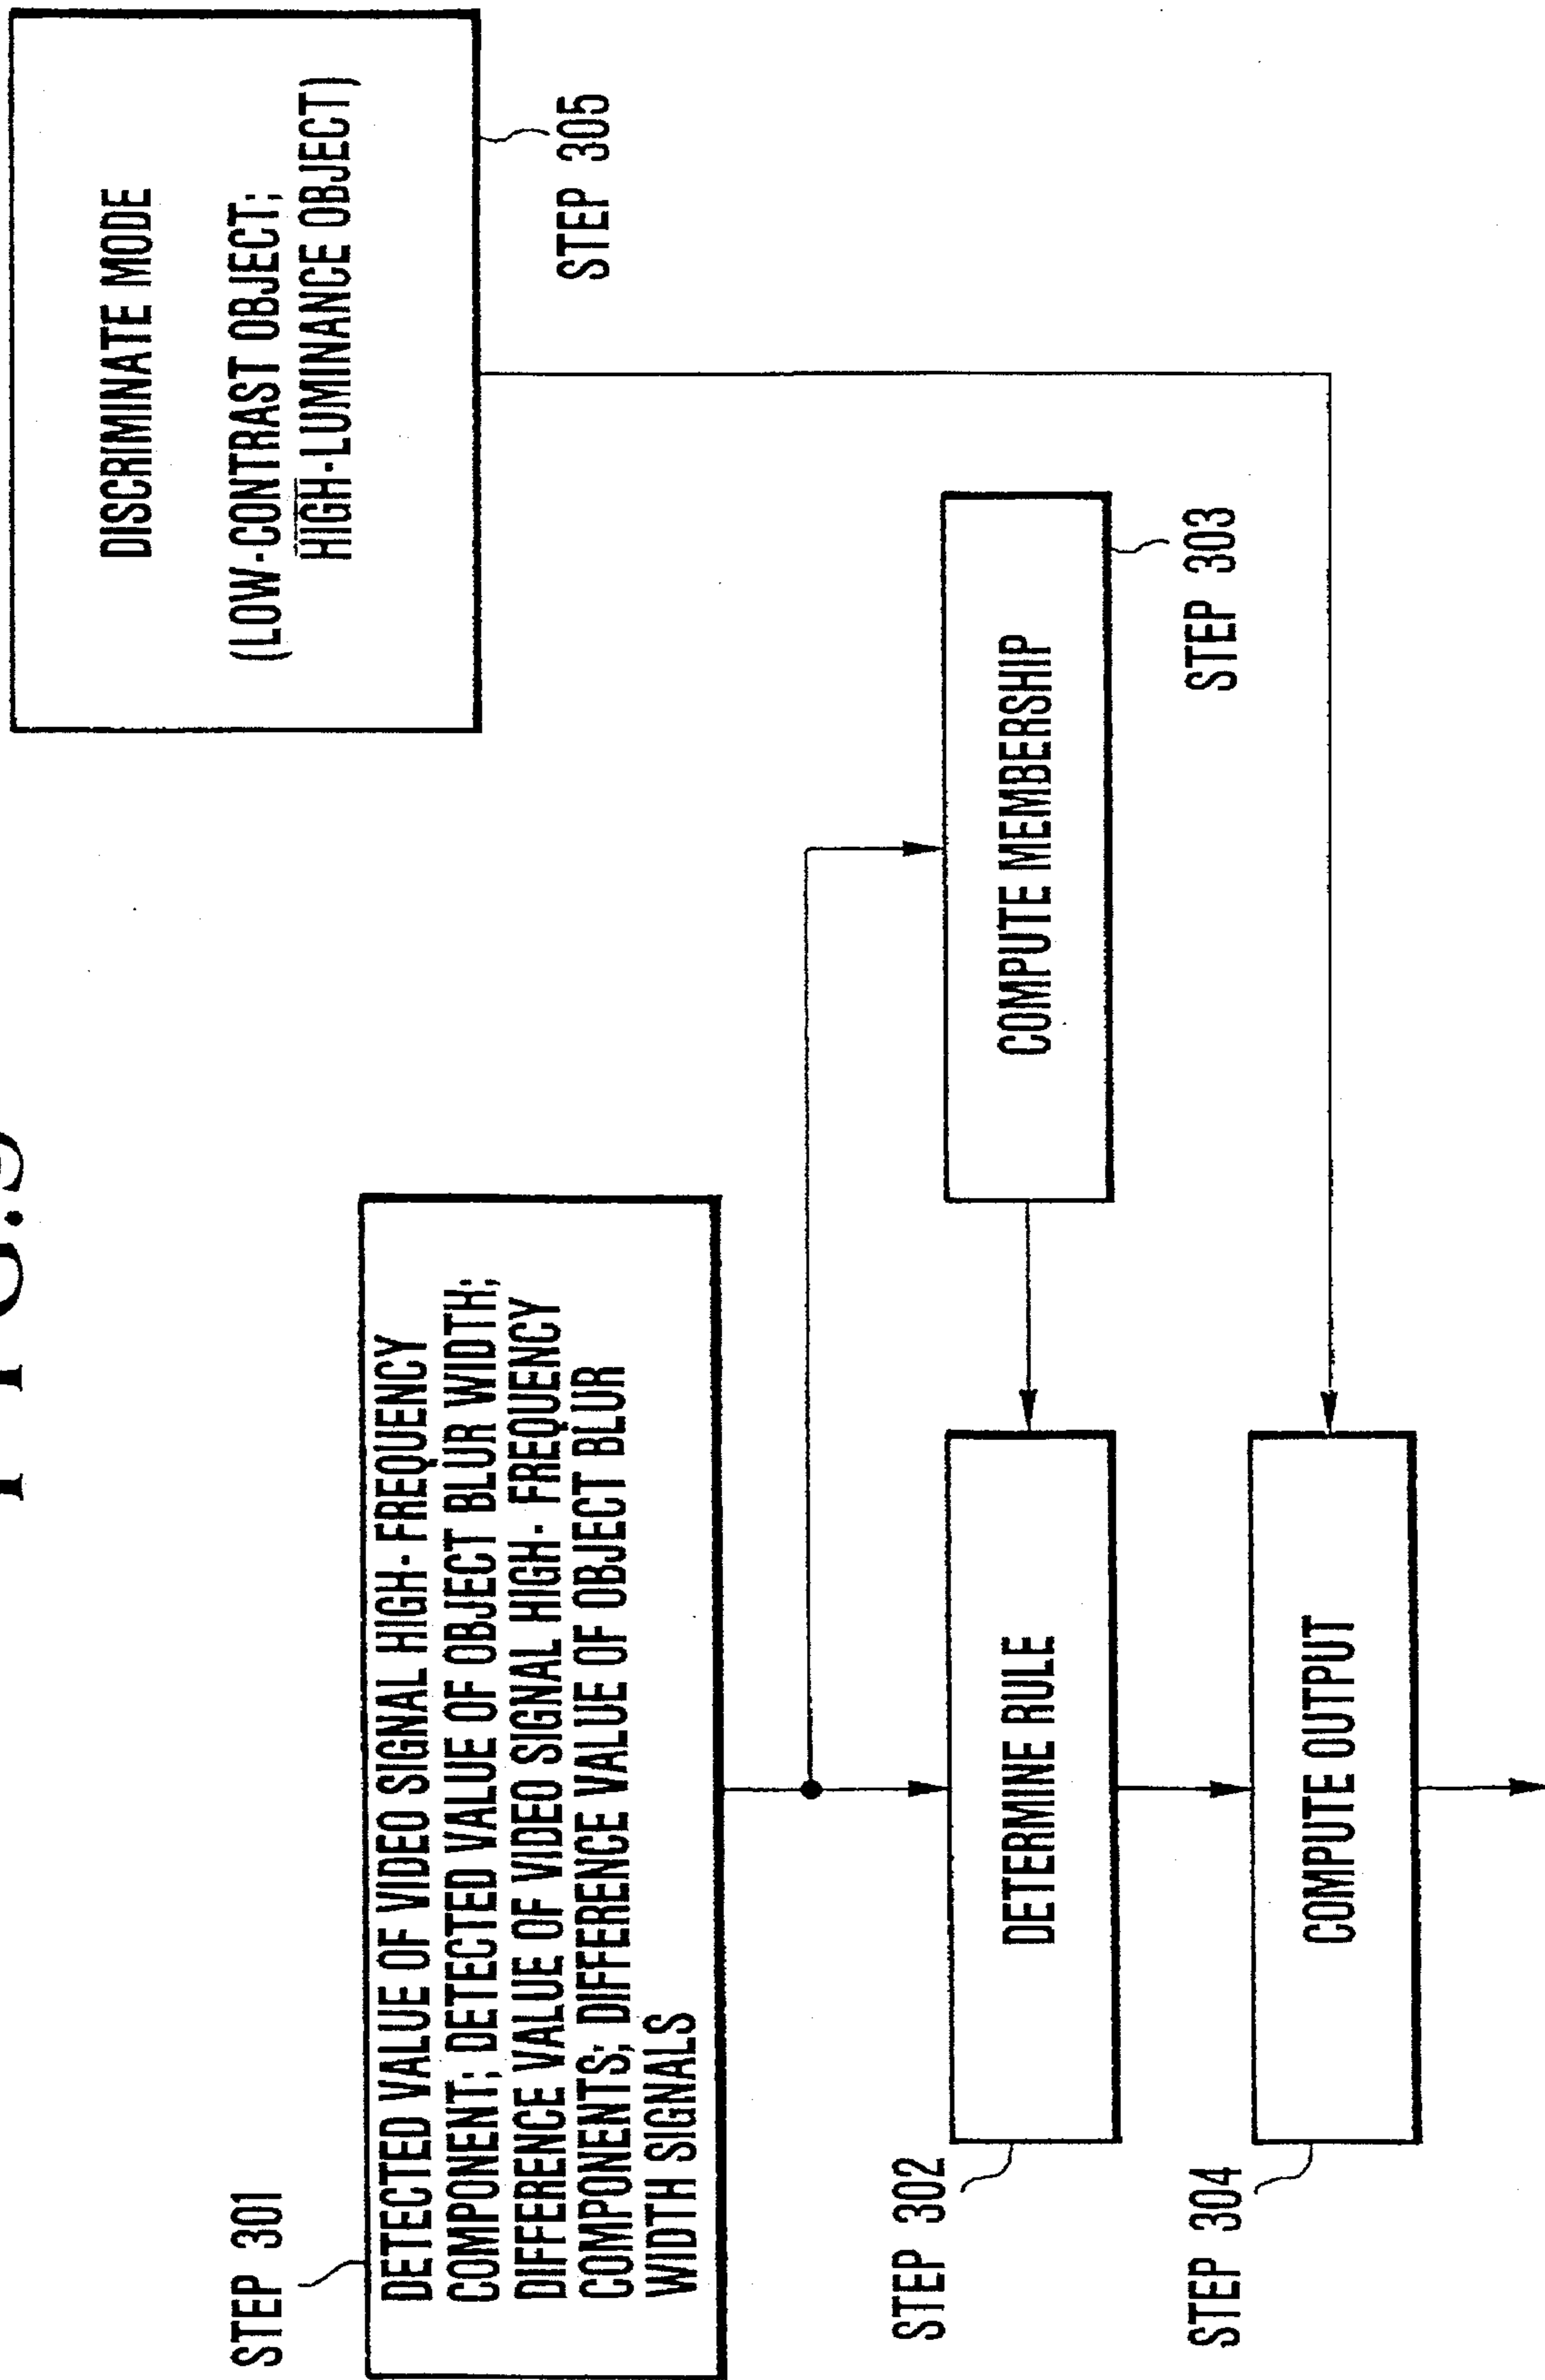 FIG.9
STEP 301
DETECTED VALUE OF VIDEO SIGNAL HIGH-FREQUENCY
COMPONENT; DETECTED VALUE OF OBJECT BLUR WIDTH;
DIFFERENCE VALUE OF VIDEO SIGNAL HIGH-FREQUENCY
COMPONENTS; DIFFERENCE VALUE OF OBJECT BLUR
WIDTH SIGNALS
DISCRIMINATE MODE
(LOW-CONTRAST OBJECT;
HIGH-LUMINANCE OBJECT)
STEP 305
STEP 302
DETERMINE RULE
COMPUTE MEMBERSHIP
STEP 303
STEP 304
COMPUTE OUTPUT